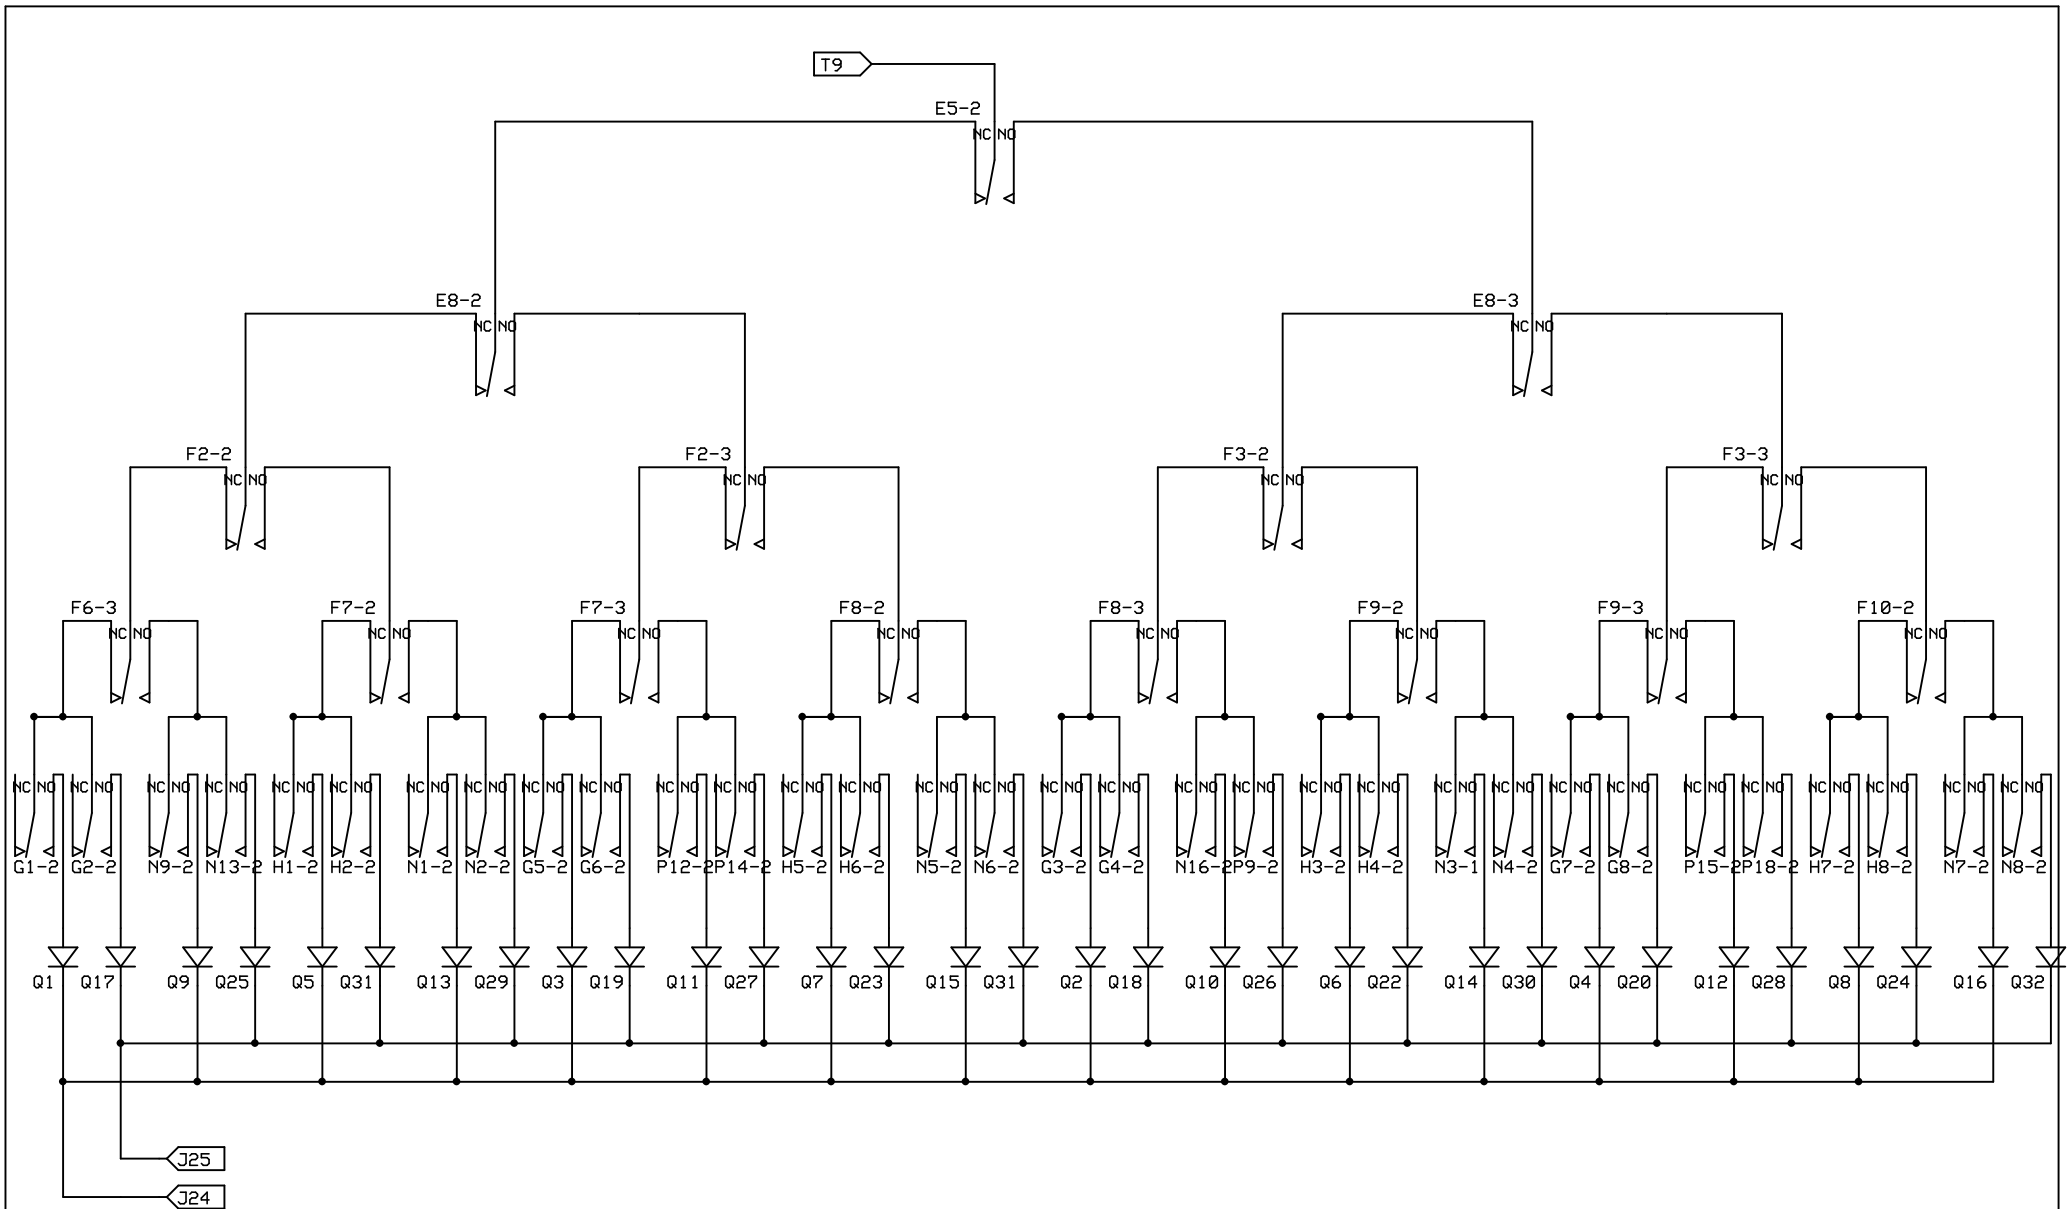 T9
E5-2
NC NO
E8-2 E8-3
NC NO NC NO
F2-2 F2-3 F3-2 F3-3
NC NO NC NO NC NO NC NO
F6-3 F7-2 F7-3 F8-2 F8-3 F9-2 F9-3 F10-2
NC NO NC NO NC NO NC NO NC NO NC NO NC NO NC NO
NC NO NC NO NC NO NC NO NC NO NC NO NC NO NC NO NC NO NC NO NC NO NC NO NC NO NC NO NC NO NC NO NC NO NC NO NC NO NC NO NC NO NC NO NC NO NC NO NC NO NC NO NC NO NC NO NC NO NC NO NC NO NC NO
G1-2 G2-2 N9-2 N13-2 H1-2 H2-2 N1-2 N2-2 G5-2 G6-2 P12-2 P14-2 H5-2 H6-2 N5-2 N6-2 G3-2 G4-2 N16-2 P9-2 H3-2 H4-2 N3-1 N4-2 G7-2 G8-2 P15-2 P18-2 H7-2 H8-2 N7-2 N8-2
Q1 Q17 Q9 Q25 Q5 Q31 Q13 Q29 Q3 Q19 Q11 Q27 Q7 Q23 Q15 Q31 Q2 Q18 Q10 Q26 Q6 Q22 Q14 Q30 Q4 Q20 Q12 Q28 Q8 Q24 Q16 Q32
J25
J24